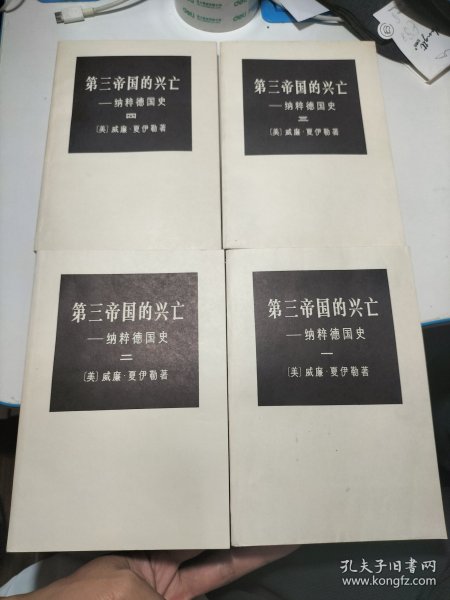 第三帝国的兴亡
——纳粹德国史
四
〔美〕威廉·夏伊勒著
第三帝国的兴亡
——纳粹德国史
三
〔美〕威廉·夏伊勒著
第三帝国的兴亡
——纳粹德国史
二
〔美〕威廉·夏伊勒著
第三帝国的兴亡
——纳粹德国史
一
〔美〕威廉·夏伊勒著
孔夫子旧书网
www.kongfz.com